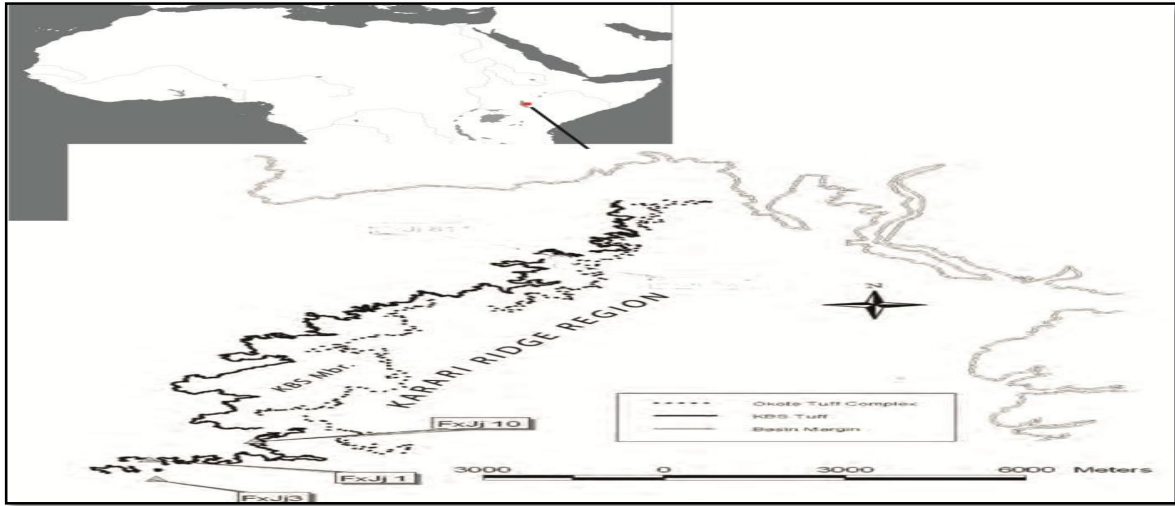 N
KBS Mbr.
KARARI RIDGE REGION
Okote Tuff Complex
KBS Tuff
Basin Margin
FxJj 10
FxJj 1
FxJj3
3000 0 3000 6000 Meters